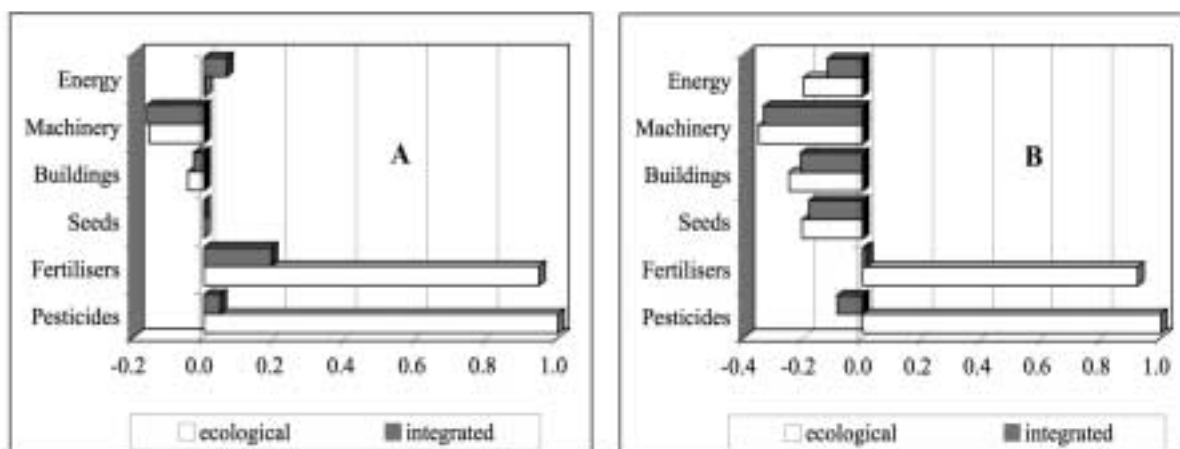 Energy
Machinery
Buildings
Seeds
Fertilisers
Pesticides
A
-0.2 0.0 0.2 0.4 0.6 0.8 1.0
ecological integrated
Energy
Machinery
Buildings
Seeds
Fertilisers
Pesticides
B
-0.4 -0.2 0.0 0.2 0.4 0.6 0.8 1.0
ecological integrated